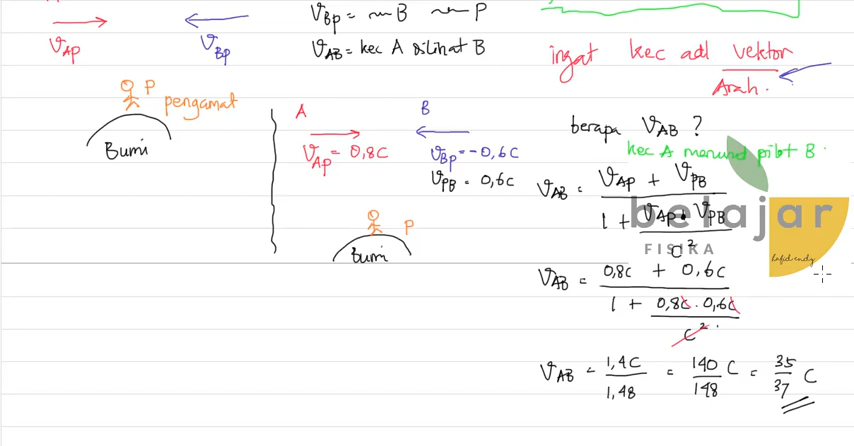 V_AP V_BP
V_BP = ~ B ~ P
V_AB = kec A dilihat B
ingat kec adl vektor
Arah.
P
pengamat
Bumi
A B
V_AP = 0,8C V_BP = -0,6C
V_PB = 0,6C
P
Bumi
berapa V_AB ?
kec A menurut pilot B.
V_AB = V_AP + V_PB
1 + V_AP . V_PB
C²
belajar
FISIKA
V_AB = 0,8C + 0,6C
1 + 0,8C . 0,6C
C²
V_AB = 1,4C = 140 C = 35 C
1,48 148 37